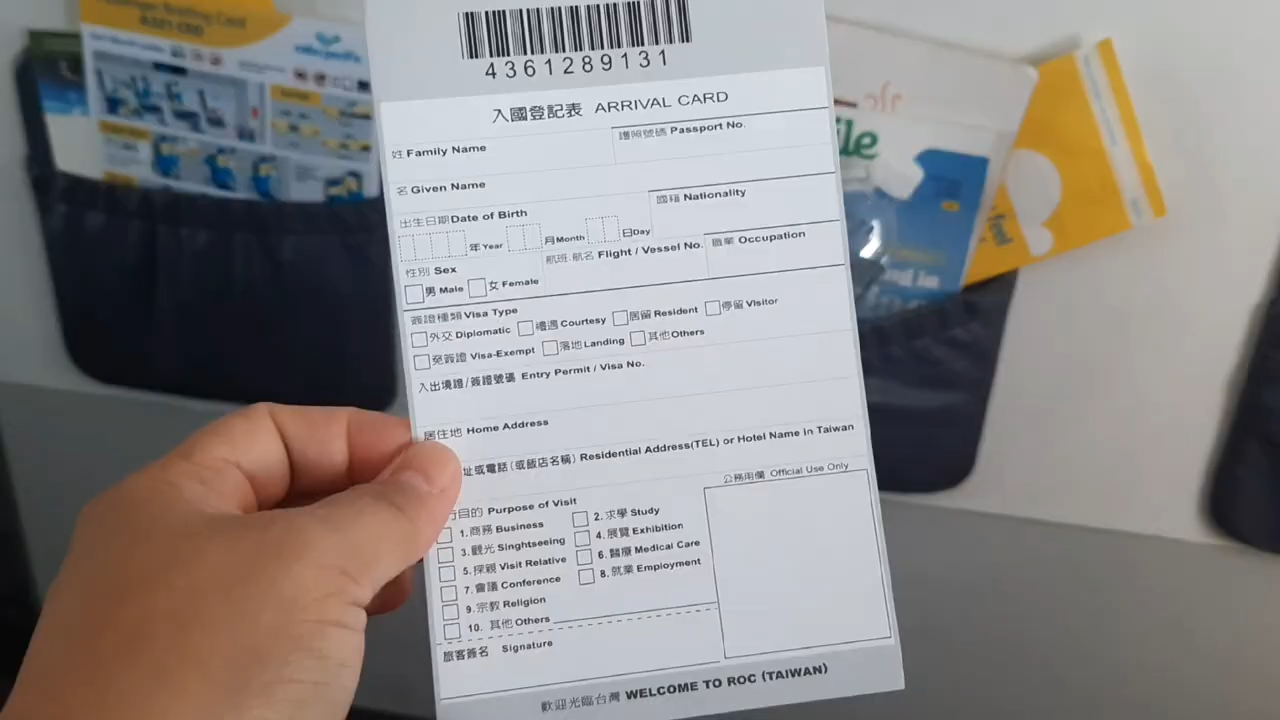 4361289131
入國登記表 ARRIVAL CARD
姓 Family Name
護照號碼 Passport No.
名 Given Name
國籍 Nationality
出生日期 Date of Birth
年 Year 月 Month 日 Day
性別 Sex
航班.船名 Flight / Vessel No.
職業 Occupation
男 Male 女 Female
簽證種類 Visa Type
外交 Diplomatic 禮遇 Courtesy 居留 Resident 停留 Visitor
免簽證 Visa-Exempt 落地 Landing 其他 Others
入出境證/簽證號碼 Entry Permit / Visa No.
居住地 Home Address
址或電話(或飯店名稱) Residential Address(TEL) or Hotel Name in Taiwan
行目的 Purpose of Visit
公務用欄 Official Use Only
1.商務 Business 2.求學 Study
3.觀光 Singhtseeing 4.展覽 Exhibition
5.探親 Visit Relative 6.醫療 Medical Care
7.會議 Conference 8.就業 Employment
9.宗教 Religion
10. 其他 Others
旅客簽名 Signature
歡迎光臨台灣 WELCOME TO ROC (TAIWAN)